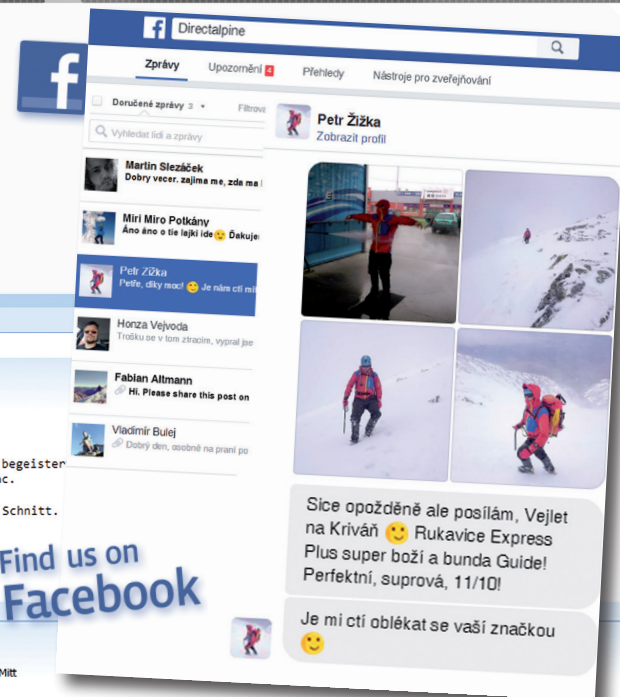 f
f Directalpine
Zprávy Upozornění 4 Přehledy Nástroje pro zveřejňování
Doručené zprávy 3 Filtrova
Vyhledat lidi a zprávy
Martin Slezáček
Dobry vecer. zajima me, zda ma
Miri Miro Potkány
Áno áno o tie lajki ide😉 Ďakuje
Petr Žižka
Petře, díky moc! 🙂 Je nám ctí mít
Honza Vejvoda
Trošku se v tom ztracim, vypral jse
Fabian Altmann
Hi. Please share this post on
Vladimír Bulej
Dobrý den, osobně na praní po
Petr Žižka
Zobrazit profil
Sice opožděně ale posílám, Vejlet
na Kriváň 🙂 Rukavice Express
Plus super boží a bunda Guide!
Perfektní, suprová, 11/10!
Je mi ctí oblékat se vaší značkou
🙂
begeister
c.
Schnitt.
Find us on
Facebook
Mitt